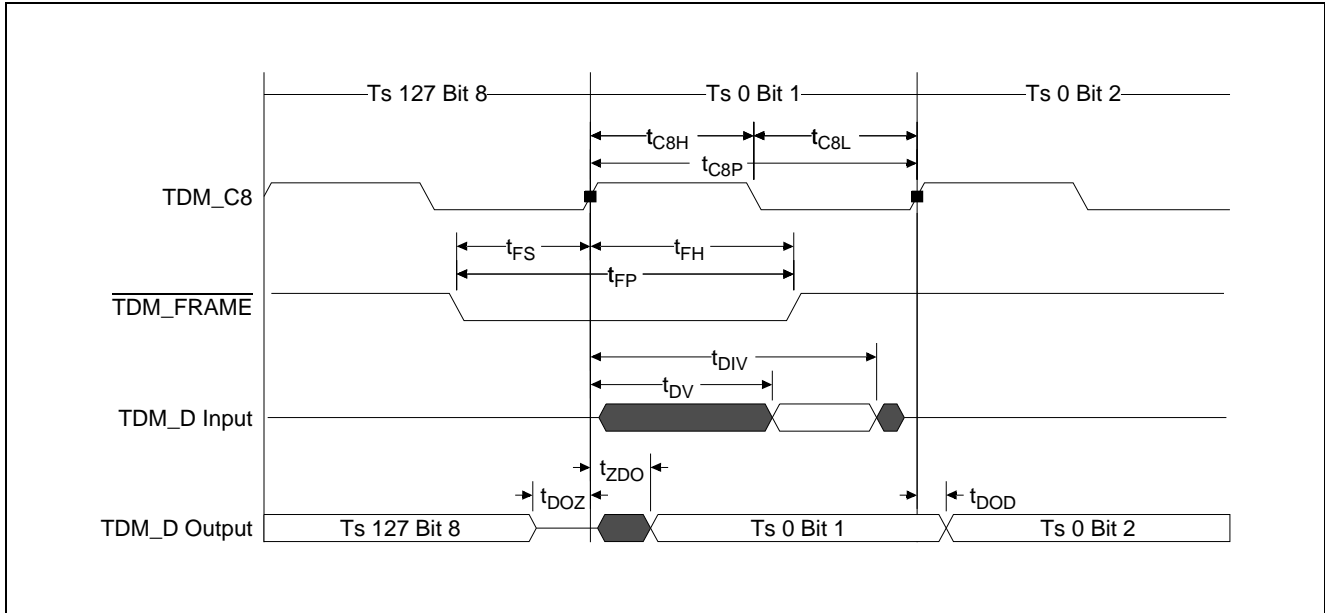 Ts 127 Bit 8 Ts 0 Bit 1 Ts 0 Bit 2
tC8H tC8L
tC8P
TDM_C8
tFS tFH
tFP
TDM_FRAME
tDIV
tDV
TDM_D Input
tZDO
tDOZ tDOD
TDM_D Output Ts 127 Bit 8 Ts 0 Bit 1 Ts 0 Bit 2